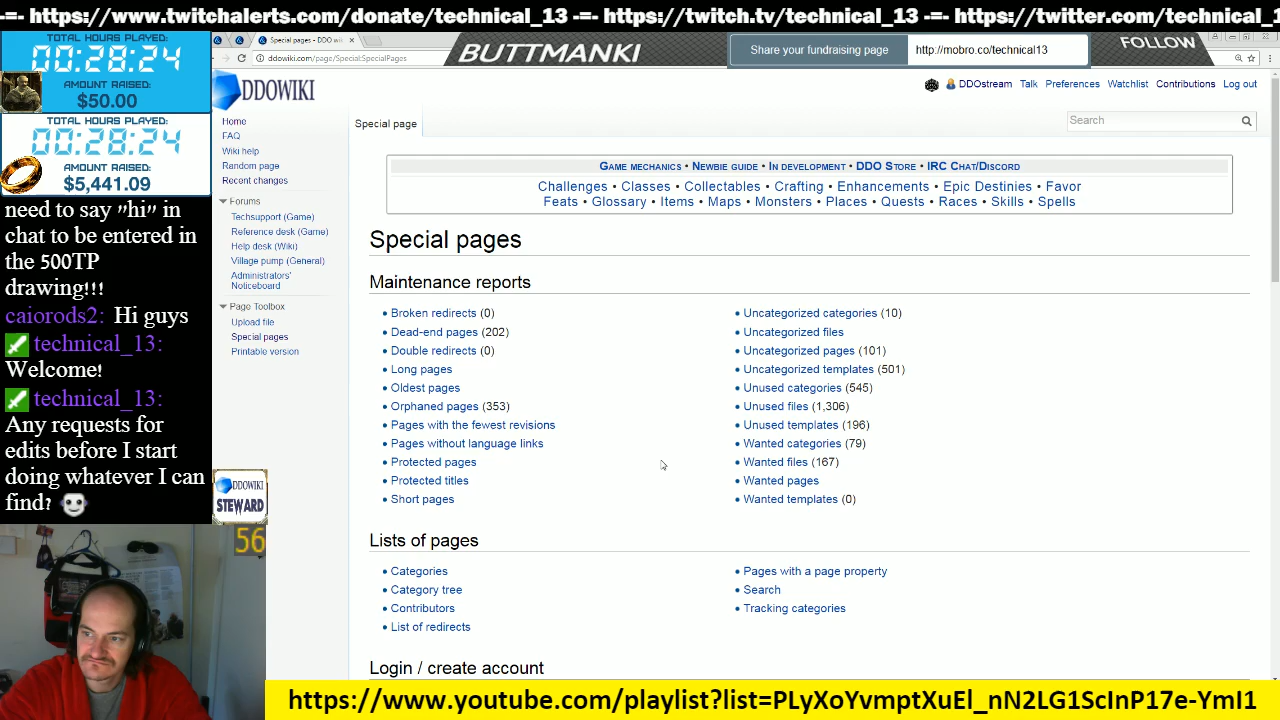 -=- https://www.twitchalerts.com/donate/technical_13 -=- https://twitch.tv/technical_13 -=- https://twitter.com/technical_1
TOTAL HOURS PLAYED:
00:28:24
AMOUNT RAISED:
$50.00
TOTAL HOURS PLAYED:
00:28:24
AMOUNT RAISED:
$5,441.09
need to say "hi" in
chat to be entered in
the 500TP
drawing!!!
caiorods2: Hi guys
technical_13:
Welcome!
technical_13:
Any requests for
edits before I start
doing whatever I can
find?
Special pages - DDO wi
ddowiki.com/page/Special:SpecialPages
BUTTMANKI
Share your fundraising page
http://mobro.co/technical13
FOLLOW
DDOWIKI
DDOstream Talk Preferences Watchlist Contributions Log out
Home
FAQ
Wiki help
Random page
Recent changes
Forums
Techsupport (Game)
Reference desk (Game)
Help desk (Wiki)
Village pump (General)
Administrators'
Noticeboard
Page Toolbox
Upload file
Special pages
Printable version
DDOWIKI
STEWARD
56
Special page
Search
Game mechanics • Newbie guide • In development • DDO Store • IRC Chat/Discord
Challenges • Classes • Collectables • Crafting • Enhancements • Epic Destinies • Favor
Feats • Glossary • Items • Maps • Monsters • Places • Quests • Races • Skills • Spells
Special pages
Maintenance reports
• Broken redirects (0)
• Dead-end pages (202)
• Double redirects (0)
• Long pages
• Oldest pages
• Orphaned pages (353)
• Pages with the fewest revisions
• Pages without language links
• Protected pages
• Protected titles
• Short pages
• Uncategorized categories (10)
• Uncategorized files
• Uncategorized pages (101)
• Uncategorized templates (501)
• Unused categories (545)
• Unused files (1,306)
• Unused templates (196)
• Wanted categories (79)
• Wanted files (167)
• Wanted pages
• Wanted templates (0)
Lists of pages
• Categories
• Category tree
• Contributors
• List of redirects
• Pages with a page property
• Search
• Tracking categories
Login / create account
https://www.youtube.com/playlist?list=PLyXoYvmptXuEl_nN2LG1ScInP17e-YmI1